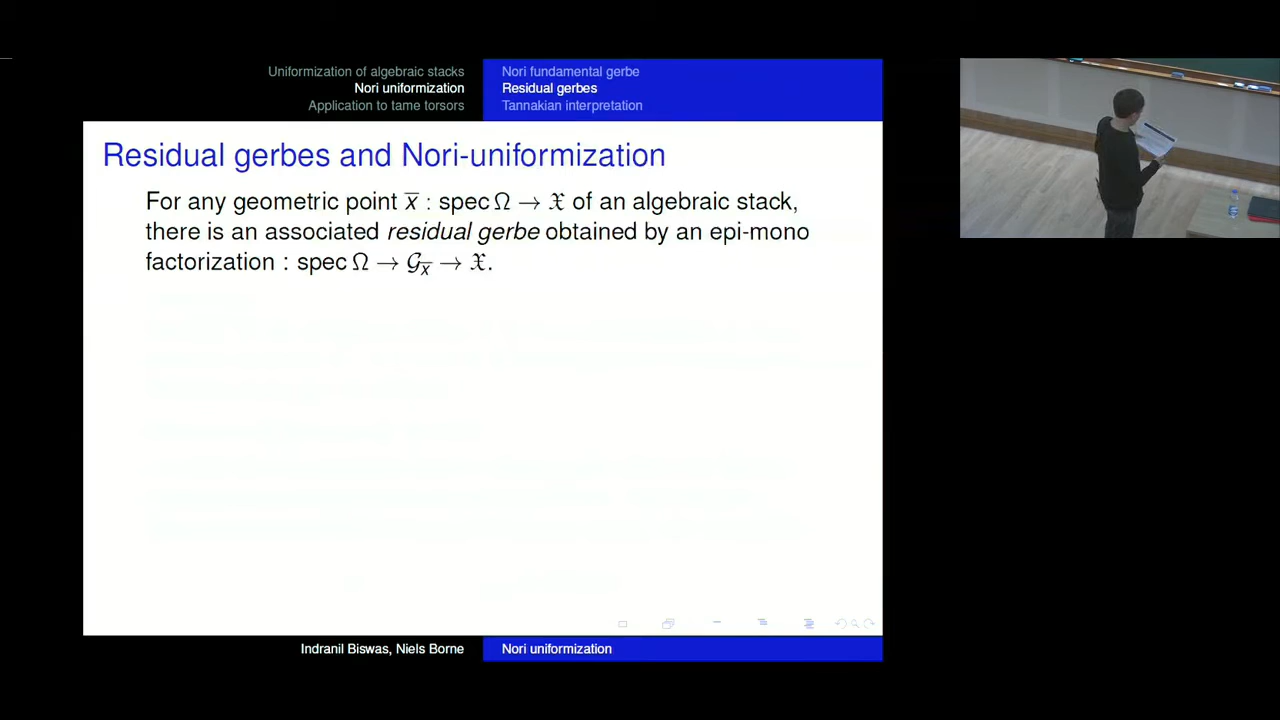 Uniformization of algebraic stacks
Nori uniformization
Application to tame torsors
Nori fundamental gerbe
Residual gerbes
Tannakian interpretation
Residual gerbes and Nori-uniformization
For any geometric point x̅ : spec Ω → 𝔛 of an algebraic stack,
there is an associated residual gerbe obtained by an epi-mono
factorization : spec Ω → 𝒢_x̅ → 𝔛.
Indranil Biswas, Niels Borne
Nori uniformization